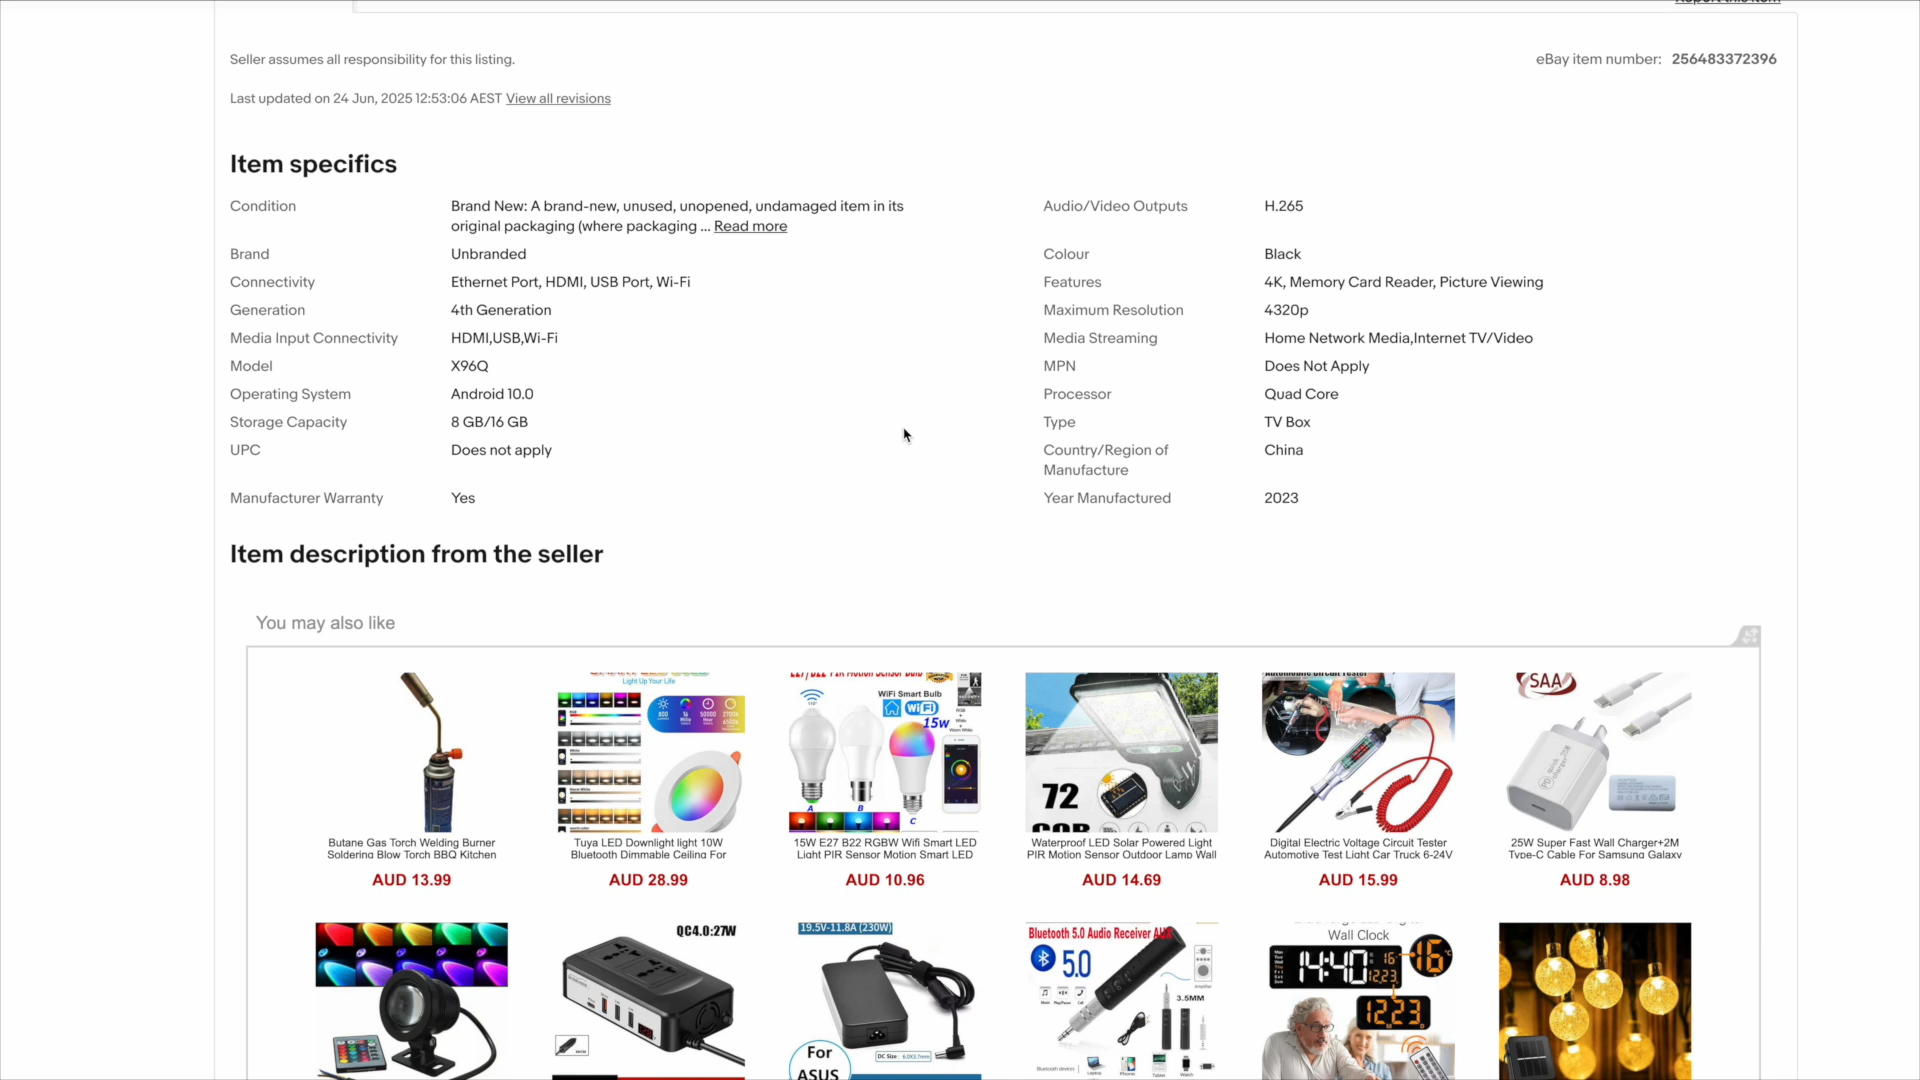 Report this item
Seller assumes all responsibility for this listing.
eBay item number: 256483372396
Last updated on 24 Jun, 2025 12:53:06 AEST View all revisions
Item specifics
Condition
Brand New: A brand-new, unused, unopened, undamaged item in its
original packaging (where packaging ... Read more
Audio/Video Outputs
H.265
Brand
Unbranded
Colour
Black
Connectivity
Ethernet Port, HDMI, USB Port, Wi-Fi
Features
4K, Memory Card Reader, Picture Viewing
Generation
4th Generation
Maximum Resolution
4320p
Media Input Connectivity
HDMI,USB,Wi-Fi
Media Streaming
Home Network Media,Internet TV/Video
Model
X96Q
MPN
Does Not Apply
Operating System
Android 10.0
Processor
Quad Core
Storage Capacity
8 GB/16 GB
Type
TV Box
UPC
Does not apply
Country/Region of
Manufacture
China
Manufacturer Warranty
Yes
Year Manufactured
2023
Item description from the seller
You may also like
Light Up Your Life
WiFi Smart Bulb
WiFi
15w
A
B
C
72
COB
SAA
Butane Gas Torch Welding Burner
Soldering Blow Torch BBQ Kitchen
AUD 13.99
Tuya LED Downlight light 10W
Bluetooth Dimmable Ceiling For
AUD 28.99
15W E27 B22 RGBW Wifi Smart LED
Light PIR Sensor Motion Smart LED
AUD 10.96
Waterproof LED Solar Powered Light
PIR Motion Sensor Outdoor Lamp Wall
AUD 14.69
Digital Electric Voltage Circuit Tester
Automotive Test Light Car Truck 6-24V
AUD 15.99
25W Super Fast Wall Charger+2M
Type-C Cable For Samsung Galaxy
AUD 8.98
QC4.0:27W
19.5V-11.8A (230W)
For
ASUS
Bluetooth 5.0 Audio Receiver AUX
5.0
3.5MM
Wall Clock
14:40
16
1223